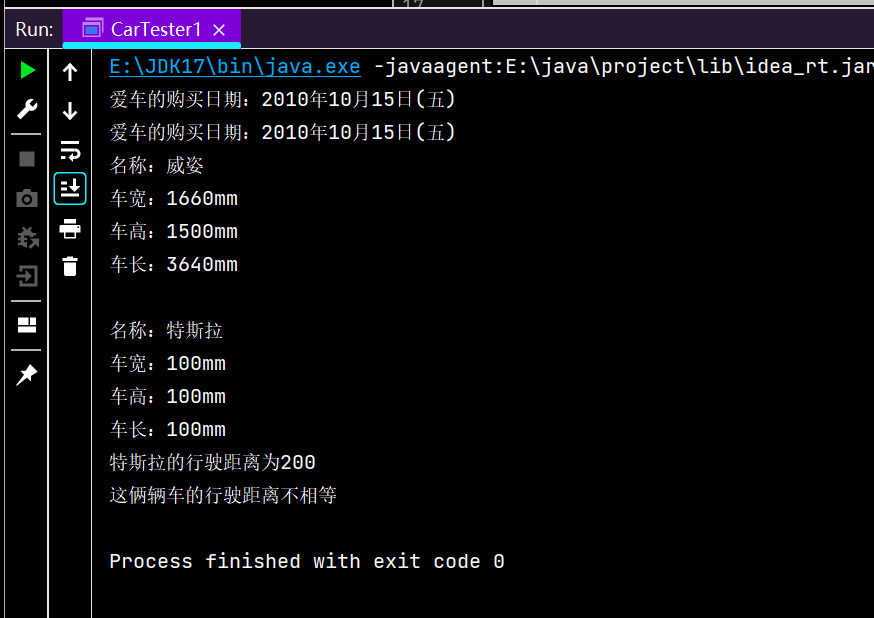 Run: CarTester1
E:\JDK17\bin\java.exe -javaagent:E:\java\project\lib\idea_rt.jar
爱车的购买日期：2010年10月15日(五)
爱车的购买日期：2010年10月15日(五)
名称：威姿
车宽：1660mm
车高：1500mm
车长：3640mm
名称：特斯拉
车宽：100mm
车高：100mm
车长：100mm
特斯拉的行驶距离为200
这俩辆车的行驶距离不相等
Process finished with exit code 0